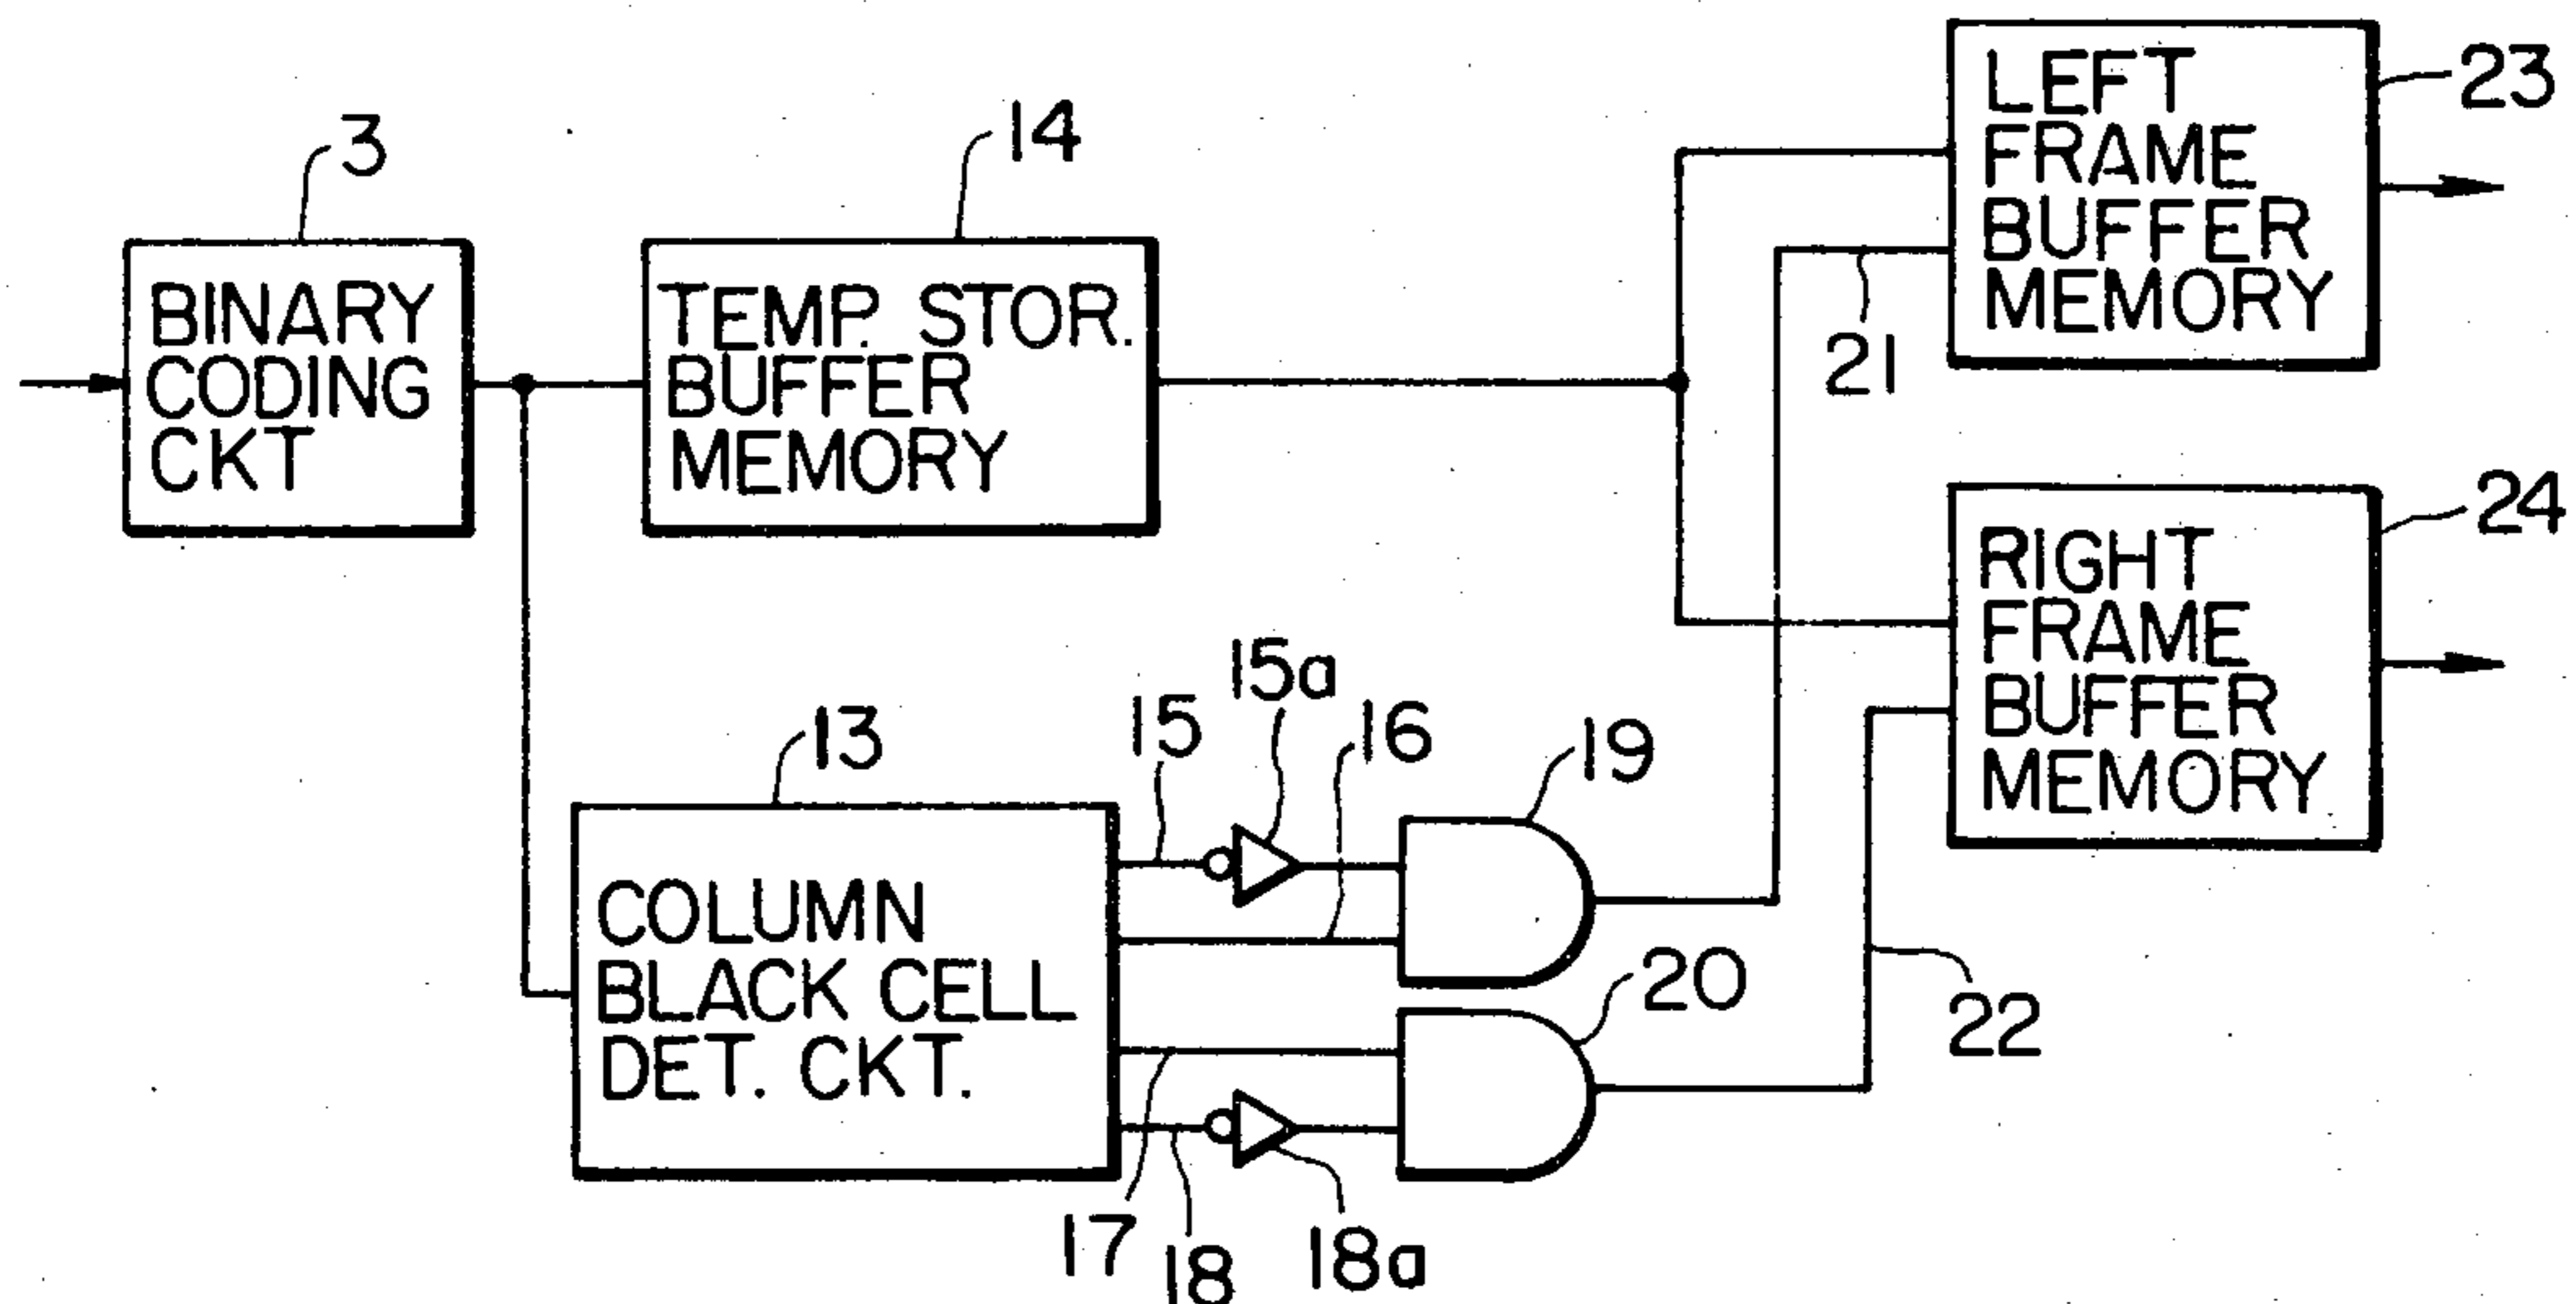 3
BINARY
CODING
CKT
14
TEMP. STOR.
BUFFER
MEMORY
LEFT
FRAME
BUFFER
MEMORY
23
21
RIGHT
FRAME
BUFFER
MEMORY
24
13
COLUMN
BLACK CELL
DET. CKT.
15
15a
16
19
20
22
17
18
18a